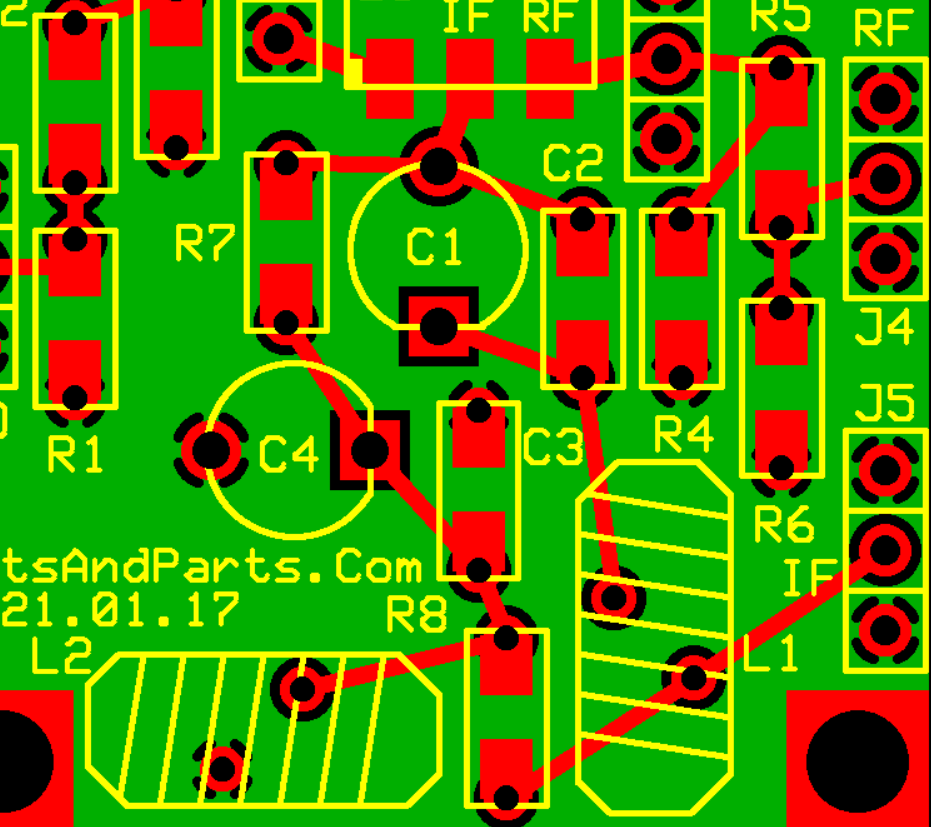 2 IF RF R5
RF
C2
R7 C1
J4
J5
R1 C4 C3 R4
R6
tsAndParts.Com IF
21.01.17 R8
L2 L1